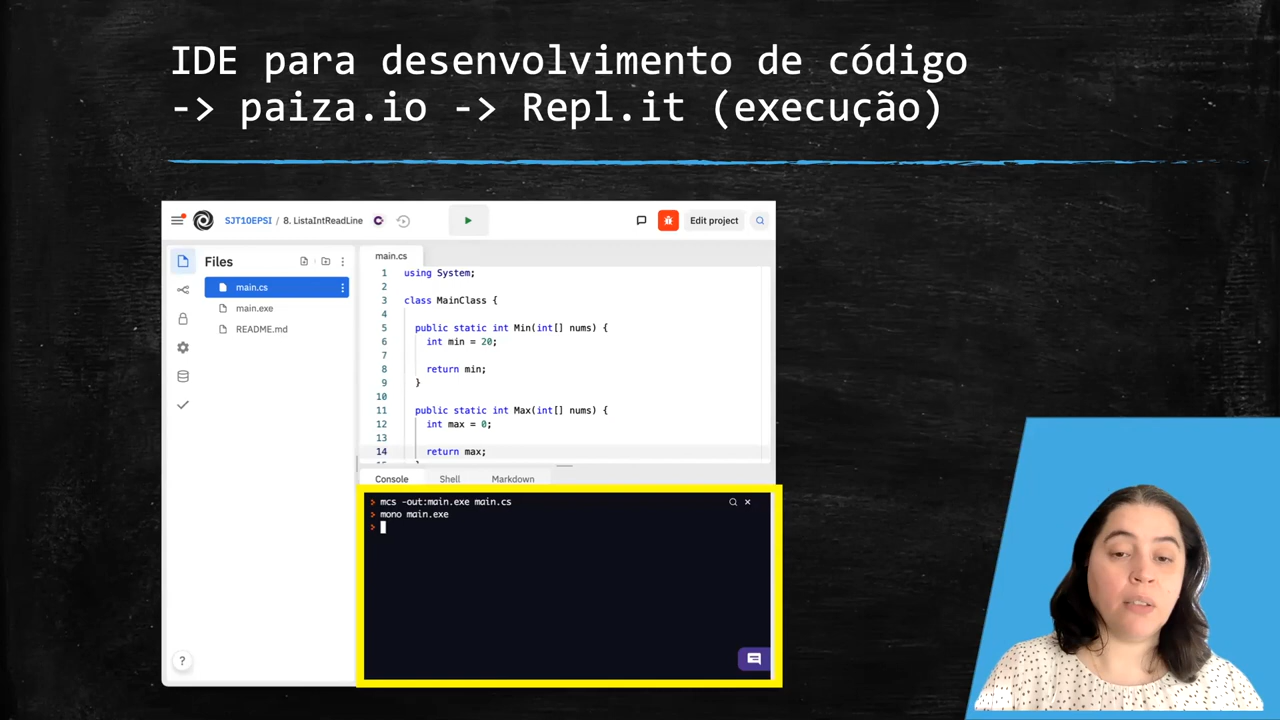 IDE para desenvolvimento de código
-> paiza.io -> Repl.it (execução)
SJT10EPSI / 8. ListaIntReadLine
Edit project
Files
main.cs
main.exe
README.md
main.cs
1 using System;
2
3 class MainClass {
4
5 public static int Min(int[] nums) {
6 int min = 20;
7
8 return min;
9 }
10
11 public static int Max(int[] nums) {
12 int max = 0;
13
14 return max;
Console Shell Markdown
> mcs -out:main.exe main.cs
> mono main.exe
>
?